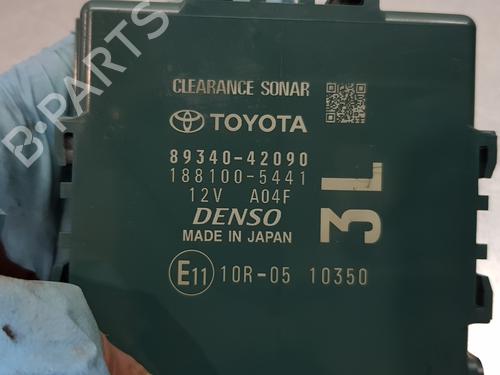 B-PARTS
CLEARANCE SONAR
TOYOTA
89340-42090
188100-5441
12V A04F
DENSO
MADE IN JAPAN
3L
E11 10R-05 10350